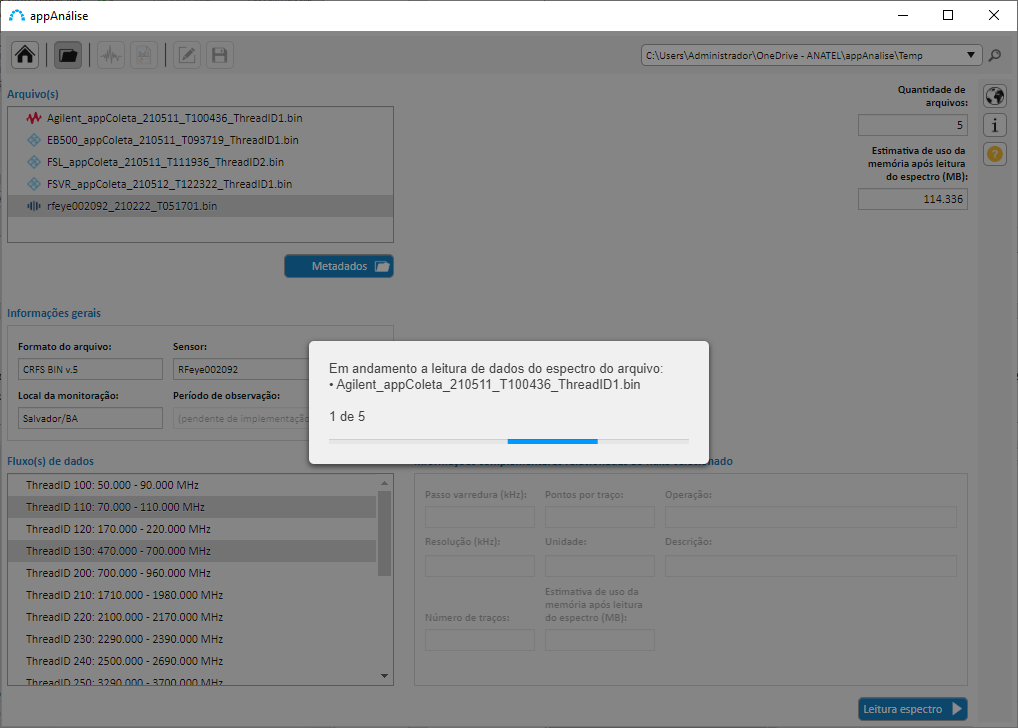 appAnálise
C:\Users\Administrador\OneDrive - ANATEL\appAnalise\Temp
Arquivo(s)
Agilent_appColeta_210511_T100436_ThreadID1.bin
EB500_appColeta_210511_T093719_ThreadID1.bin
FSL_appColeta_210511_T111936_ThreadID2.bin
FSVR_appColeta_210512_T122322_ThreadID1.bin
rfeye002092_210222_T051701.bin
Metadados
Quantidade de
arquivos:
5
Estimativa de uso da
memória após leitura
do espectro (MB):
114.336
i
?
Informações gerais
Formato do arquivo:
Sensor:
CRFS BIN v.5
RFeye002092
Local da monitoração:
Período de observação:
Salvador/BA
(pendente de implementação
Em andamento a leitura de dados do espectro do arquivo:
• Agilent_appColeta_210511_T100436_ThreadID1.bin
1 de 5
Fluxo(s) de dados
ThreadID 100: 50.000 - 90.000 MHz
ThreadID 110: 70.000 - 110.000 MHz
ThreadID 120: 170.000 - 220.000 MHz
ThreadID 130: 470.000 - 700.000 MHz
ThreadID 200: 700.000 - 960.000 MHz
ThreadID 210: 1710.000 - 1980.000 MHz
ThreadID 220: 2100.000 - 2170.000 MHz
ThreadID 230: 2290.000 - 2390.000 MHz
ThreadID 240: 2500.000 - 2690.000 MHz
ThreadID 250: 3290.000 - 3700.000 MHz
Passo varredura (kHz):
Pontos por traço:
Operação:
Resolução (kHz):
Unidade:
Descrição:
Número de traços:
Estimativa de uso da
memória após leitura
do espectro (MB):
Leitura espectro